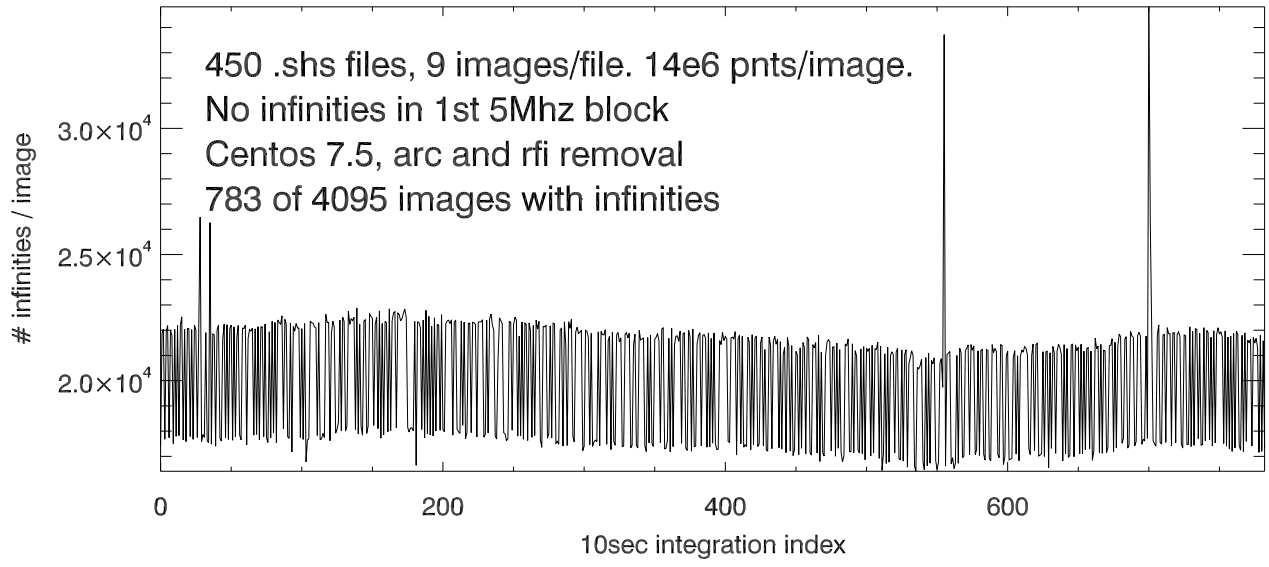 450 .shs files, 9 images/file. 14e6 pnts/image.
No infinities in 1st 5Mhz block
Centos 7.5, arc and rfi removal
783 of 4095 images with infinities
# infinities / image
3.0×10⁴
2.5×10⁴
2.0×10⁴
0 200 400 600
10sec integration index